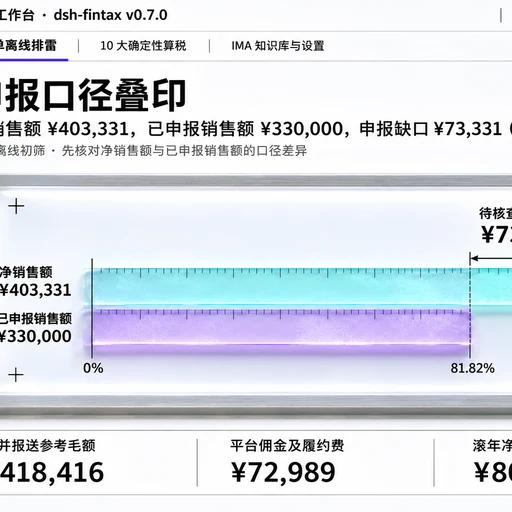 工作台 · dsh-fintax v0.7.0
单离线排雷 | 10 大确定性算税 | IMA 知识库与设置
申报口径叠印
销售额 ¥403,331，已申报销售额 ¥330,000，申报缺口 ¥73,331 (
离线初筛 · 先核对净销售额与已申报销售额的口径差异
待核查
¥73
净销售额
¥403,331
已申报销售额
¥330,000
0%
81.82%
并报送参考毛额
418,416
平台佣金及履约费
¥72,989
滚年净
¥80